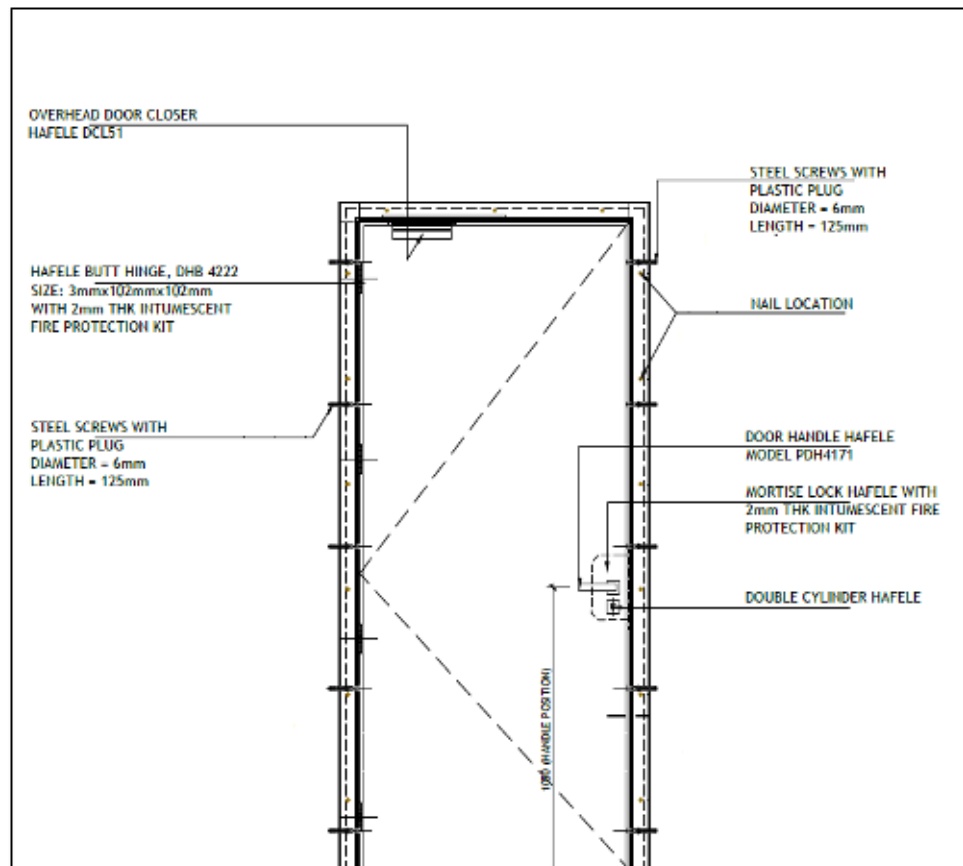 OVERHEAD DOOR CLOSER
HAFELE DCL51
STEEL SCREWS WITH
PLASTIC PLUG
DIAMETER = 6mm
LENGTH = 125mm
HAFELE BUTT HINGE, DHB 4222
SIZE: 3mmx102mmx102mm
WITH 2mm THK INTUMESCENT
FIRE PROTECTION KIT
NAIL LOCATION
STEEL SCREWS WITH
PLASTIC PLUG
DIAMETER = 6mm
LENGTH = 125mm
DOOR HANDLE HAFELE
MODEL PDH4171
MORTISE LOCK HAFELE WITH
2mm THK INTUMESCENT FIRE
PROTECTION KIT
DOUBLE CYLINDER HAFELE
(HANDLE POSITION)